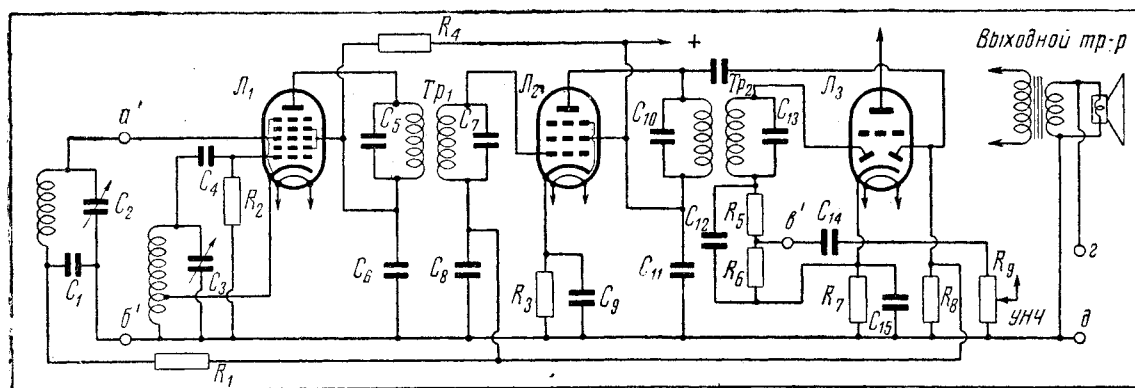 R₄
+
Выходной тр-р
Л₁
Тр₁
Л₂
Тр₂
Л₃
а'
C₅
C₇
C₁₀
C₁₃
C₂
C₄
R₂
C₁
C₃
C₆
C₈
R₃
C₉
C₁₁
C₁₂
R₅
R₆
в'
C₁₄
R₇
C₁₅
R₈
R₉
УНЧ
г
б'
д
R₁